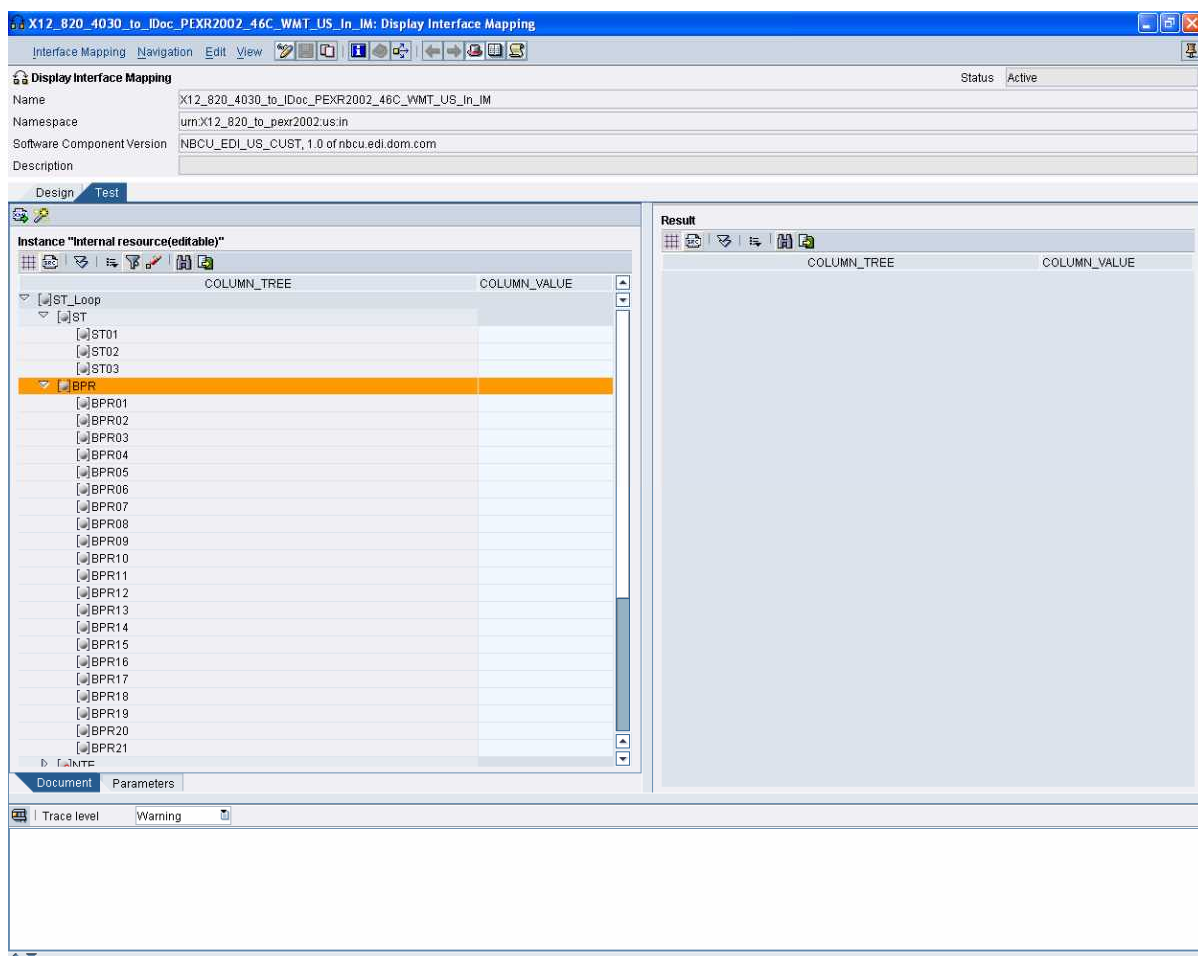 X12_820_4030_to_IDoc_PEXR2002_46C_WMT_US_In_IM: Display Interface Mapping
Interface Mapping Navigation Edit View
Display Interface Mapping Status Active
Name X12_820_4030_to_IDoc_PEXR2002_46C_WMT_US_In_IM
Namespace urn:X12_820_to_pexr2002:us:in
Software Component Version NBCU_EDI_US_CUST, 1.0 of nbcu.edi.dom.com
Description
Design Test
Instance "Internal resource(editable)"
COLUMN_TREE COLUMN_VALUE
ST_Loop
ST
ST01
ST02
ST03
BPR
BPR01
BPR02
BPR03
BPR04
BPR05
BPR06
BPR07
BPR08
BPR09
BPR10
BPR11
BPR12
BPR13
BPR14
BPR15
BPR16
BPR17
BPR18
BPR19
BPR20
BPR21
NTE
Document Parameters
Result
COLUMN_TREE COLUMN_VALUE
Trace level Warning